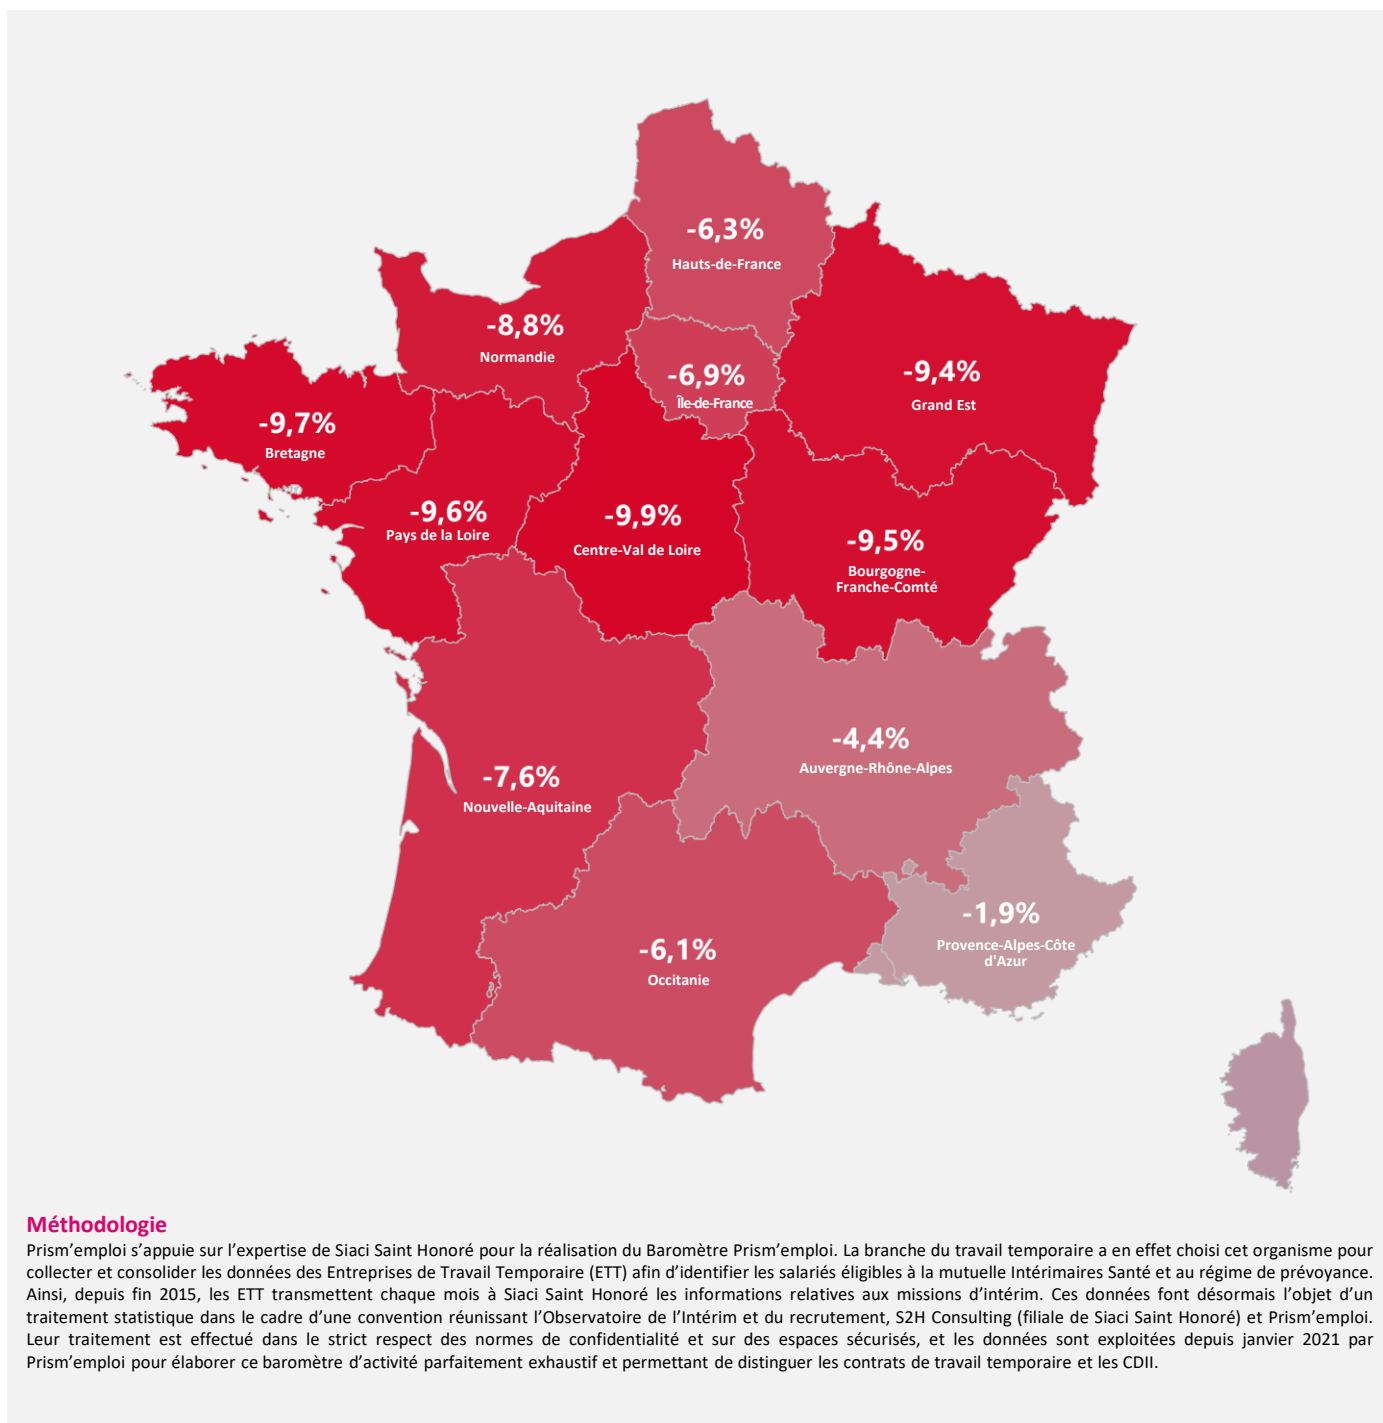 -6,3%
Hauts-de-France
-8,8%
Normandie
-6,9%
Île-de-France
-9,4%
Grand Est
-9,7%
Bretagne
-9,6%
Pays de la Loire
-9,9%
Centre-Val de Loire
-9,5%
Bourgogne-
Franche-Comté
-4,4%
Auvergne-Rhône-Alpes
-7,6%
Nouvelle-Aquitaine
-1,9%
Provence-Alpes-Côte
d'Azur
-6,1%
Occitanie
Méthodologie
Prism’emploi s’appuie sur l’expertise de Siaci Saint Honoré pour la réalisation du Baromètre Prism’emploi. La branche du travail temporaire a en effet choisi cet organisme pour
collecter et consolider les données des Entreprises de Travail Temporaire (ETT) afin d’identifier les salariés éligibles à la mutuelle Intérimaires Santé et au régime de prévoyance.
Ainsi, depuis fin 2015, les ETT transmettent chaque mois à Siaci Saint Honoré les informations relatives aux missions d’intérim. Ces données font désormais l’objet d’un
traitement statistique dans le cadre d’une convention réunissant l’Observatoire de l’Intérim et du recrutement, S2H Consulting (filiale de Siaci Saint Honoré) et Prism’emploi.
Leur traitement est effectué dans le strict respect des normes de confidentialité et sur des espaces sécurisés, et les données sont exploitées depuis janvier 2021 par
Prism’emploi pour élaborer ce baromètre d’activité parfaitement exhaustif et permettant de distinguer les contrats de travail temporaire et les CDII.